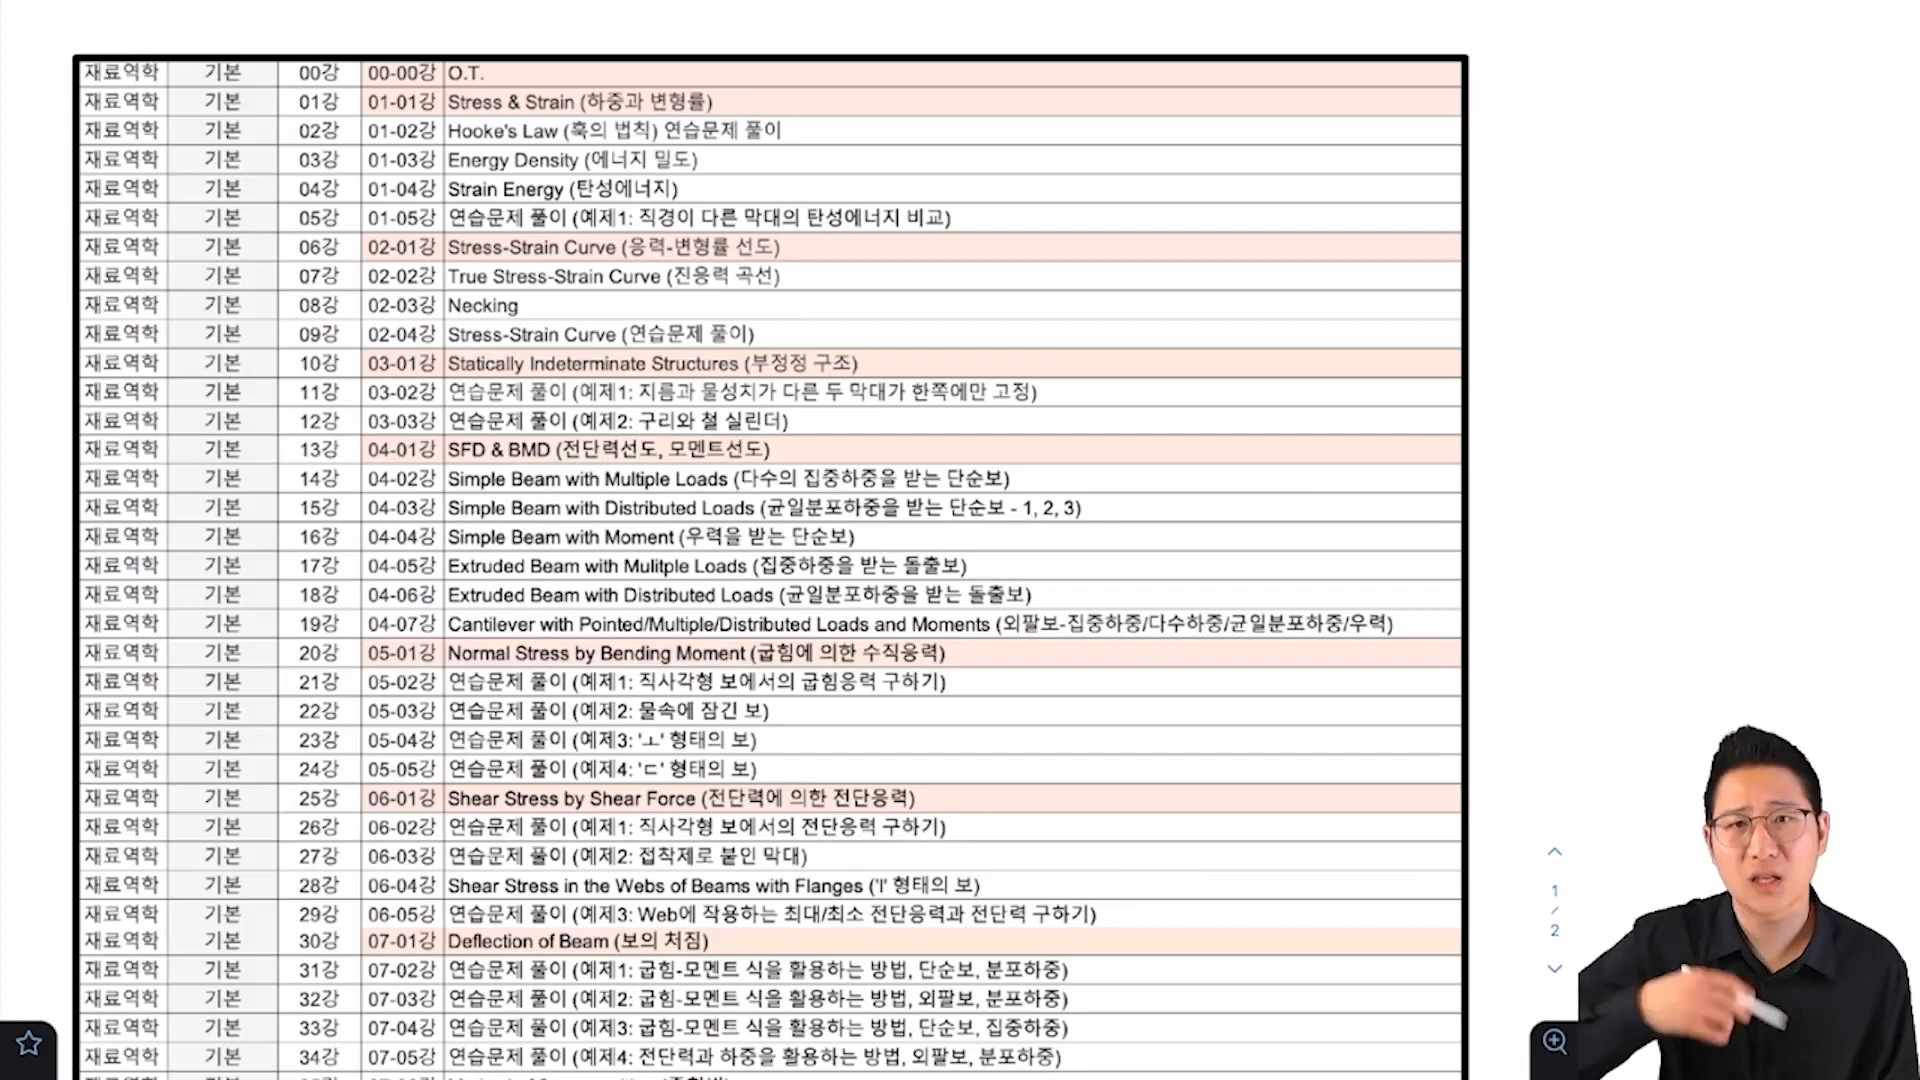 재료역학 기본 00강 00-00강 O.T.
재료역학 기본 01강 01-01강 Stress & Strain (하중과 변형률)
재료역학 기본 02강 01-02강 Hooke's Law (훅의 법칙) 연습문제 풀이
재료역학 기본 03강 01-03강 Energy Density (에너지 밀도)
재료역학 기본 04강 01-04강 Strain Energy (탄성에너지)
재료역학 기본 05강 01-05강 연습문제 풀이 (예제1: 직경이 다른 막대의 탄성에너지 비교)
재료역학 기본 06강 02-01강 Stress-Strain Curve (응력-변형률 선도)
재료역학 기본 07강 02-02강 True Stress-Strain Curve (진응력 곡선)
재료역학 기본 08강 02-03강 Necking
재료역학 기본 09강 02-04강 Stress-Strain Curve (연습문제 풀이)
재료역학 기본 10강 03-01강 Statically Indeterminate Structures (부정정 구조)
재료역학 기본 11강 03-02강 연습문제 풀이 (예제1: 지름과 물성치가 다른 두 막대가 한쪽에만 고정)
재료역학 기본 12강 03-03강 연습문제 풀이 (예제2: 구리와 철 실린더)
재료역학 기본 13강 04-01강 SFD & BMD (전단력선도, 모멘트선도)
재료역학 기본 14강 04-02강 Simple Beam with Multiple Loads (다수의 집중하중을 받는 단순보)
재료역학 기본 15강 04-03강 Simple Beam with Distributed Loads (균일분포하중을 받는 단순보 - 1, 2, 3)
재료역학 기본 16강 04-04강 Simple Beam with Moment (우력을 받는 단순보)
재료역학 기본 17강 04-05강 Extruded Beam with Mulitple Loads (집중하중을 받는 돌출보)
재료역학 기본 18강 04-06강 Extruded Beam with Distributed Loads (균일분포하중을 받는 돌출보)
재료역학 기본 19강 04-07강 Cantilever with Pointed/Multiple/Distributed Loads and Moments (외팔보-집중하중/다수하중/균일분포하중/우력)
재료역학 기본 20강 05-01강 Normal Stress by Bending Moment (굽힘에 의한 수직응력)
재료역학 기본 21강 05-02강 연습문제 풀이 (예제1: 직사각형 보에서의 굽힘응력 구하기)
재료역학 기본 22강 05-03강 연습문제 풀이 (예제2: 물속에 잠긴 보)
재료역학 기본 23강 05-04강 연습문제 풀이 (예제3: 'ㅗ' 형태의 보)
재료역학 기본 24강 05-05강 연습문제 풀이 (예제4: 'ㄷ' 형태의 보)
재료역학 기본 25강 06-01강 Shear Stress by Shear Force (전단력에 의한 전단응력)
재료역학 기본 26강 06-02강 연습문제 풀이 (예제1: 직사각형 보에서의 전단응력 구하기)
재료역학 기본 27강 06-03강 연습문제 풀이 (예제2: 접착제로 붙인 막대)
재료역학 기본 28강 06-04강 Shear Stress in the Webs of Beams with Flanges ('I' 형태의 보)
재료역학 기본 29강 06-05강 연습문제 풀이 (예제3: Web에 작용하는 최대/최소 전단응력과 전단력 구하기)
재료역학 기본 30강 07-01강 Deflection of Beam (보의 처짐)
재료역학 기본 31강 07-02강 연습문제 풀이 (예제1: 굽힘-모멘트 식을 활용하는 방법, 단순보, 분포하중)
재료역학 기본 32강 07-03강 연습문제 풀이 (예제2: 굽힘-모멘트 식을 활용하는 방법, 외팔보, 분포하중)
재료역학 기본 33강 07-04강 연습문제 풀이 (예제3: 굽힘-모멘트 식을 활용하는 방법, 단순보, 집중하중)
재료역학 기본 34강 07-05강 연습문제 풀이 (예제4: 전단력과 하중을 활용하는 방법, 외팔보, 분포하중)
1
/
2